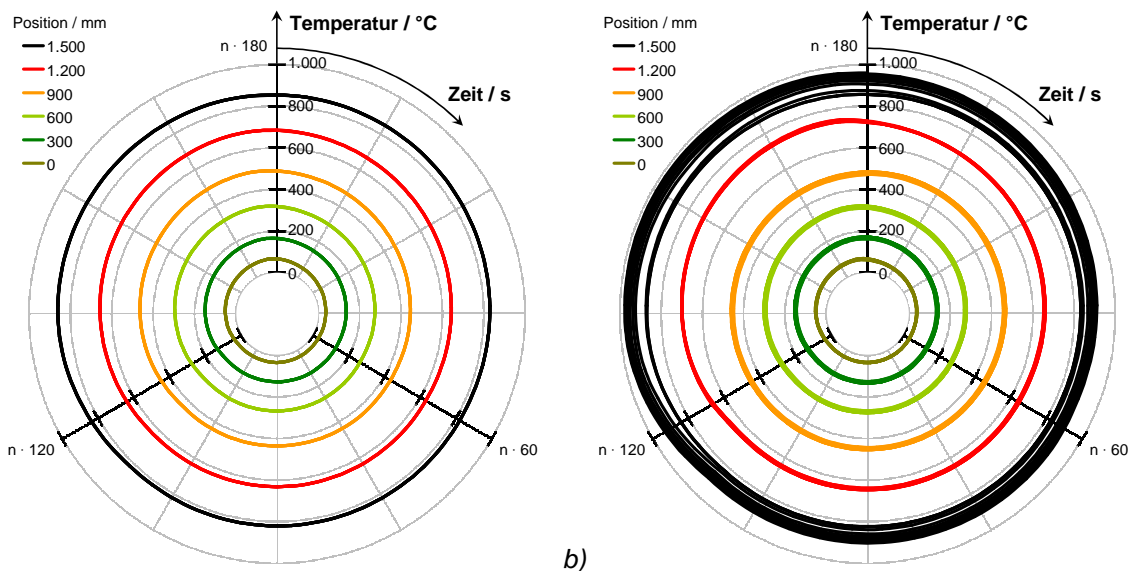 Position / mm
1.500
1.200
900
600
300
0
Temperatur / °C
n · 180
1.000
Zeit / s
800
600
400
200
0
n · 120
n · 60
Position / mm
1.500
1.200
900
600
300
0
Temperatur / °C
n · 180
1.000
Zeit / s
800
600
400
200
0
n · 120
n · 60
b)